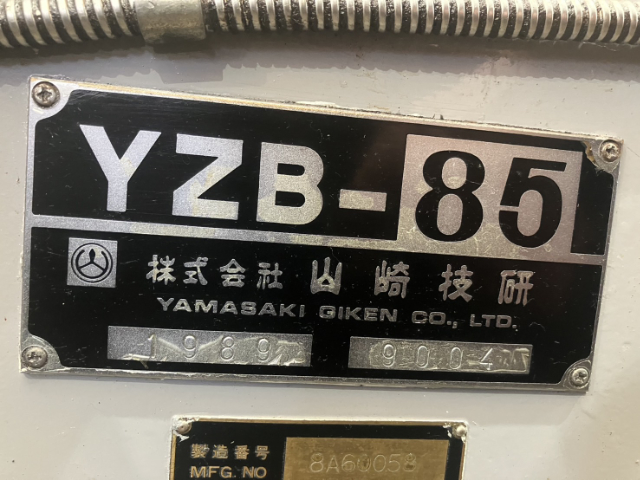 YZB-85
株式会社 山崎技研
YAMASAKI GIKEN CO., LTD.
1989 9004
製造番号
MFG. NO 8A60058